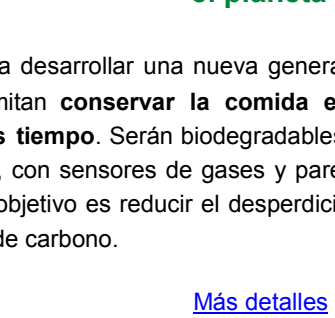 el planeta
a desarrollar una nueva genera
mitan conservar la comida e
s tiempo. Serán biodegradables
, con sensores de gases y pare
objetivo es reducir el desperdici
de carbono.
Más detalles